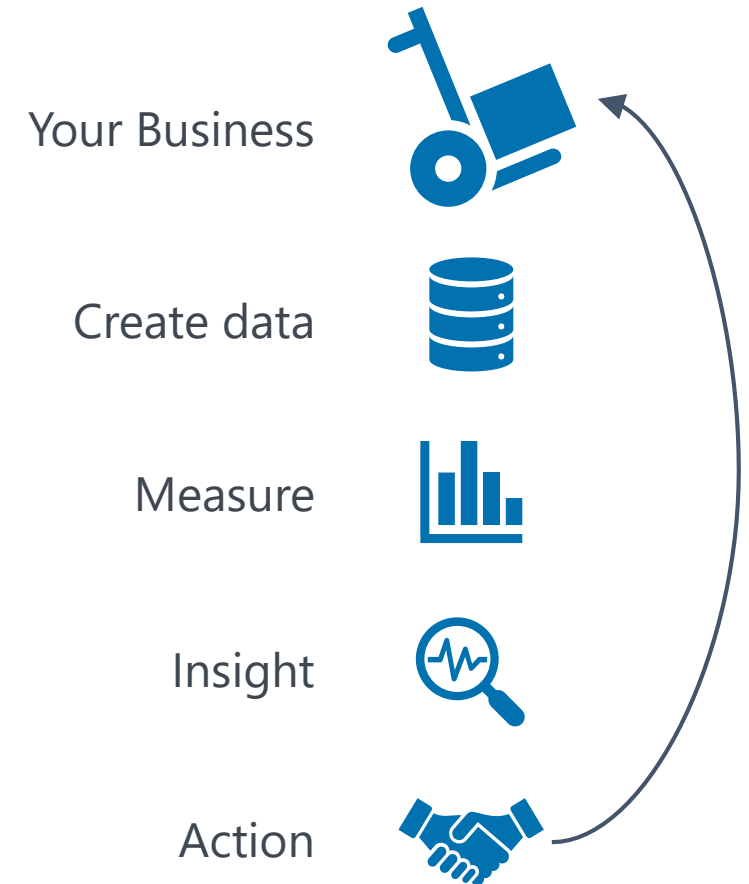 Your Business
Create data
Measure
Insight
Action